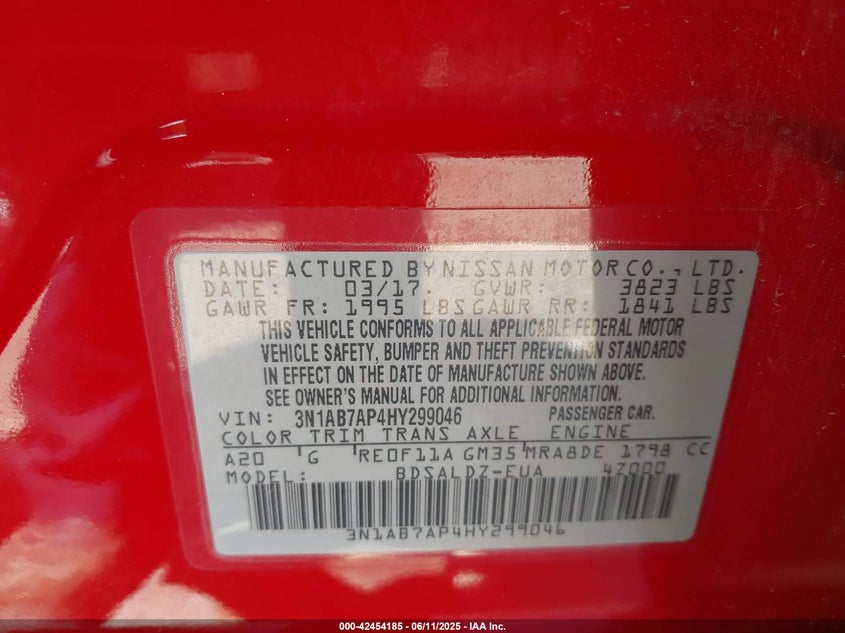 MANUFACTURED BY NISSAN MOTOR CO., LTD.
DATE: 03/17. GVWR: 3823 LBS
GAWR FR: 1995 LBS GAWR RR: 1841 LBS
THIS VEHICLE CONFORMS TO ALL APPLICABLE FEDERAL MOTOR
VEHICLE SAFETY, BUMPER AND THEFT PREVENTION STANDARDS
IN EFFECT ON THE DATE OF MANUFACTURE SHOWN ABOVE.
SEE OWNER'S MANUAL FOR ADDITIONAL INFORMATION.
VIN: 3N1AB7AP4HY299046 PASSENGER CAR.
COLOR TRIM TRANS AXLE ENGINE
A20 G RE0F11A GM35 MRA8DE 1798 CC
MODEL: BDSALDZ-EUA 4Z000
3N1AB7AP4HY299046
000-42454185 - 06/11/2025 - IAA Inc.